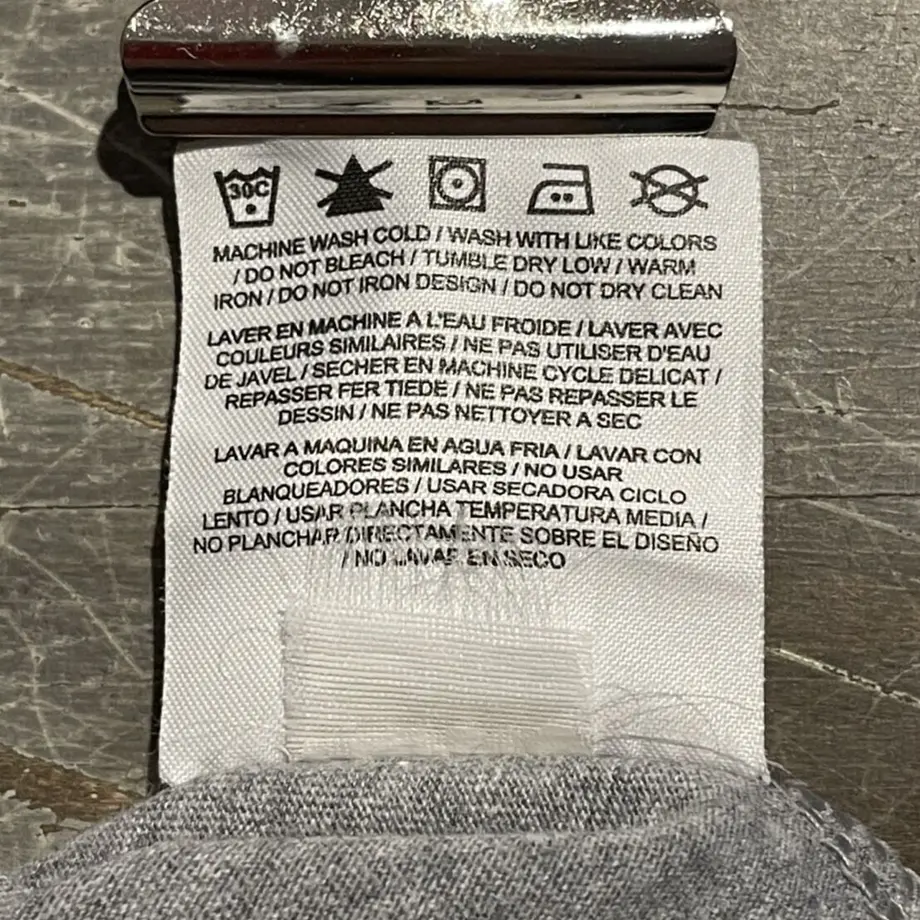 30C
MACHINE WASH COLD / WASH WITH LIKE COLORS
/ DO NOT BLEACH / TUMBLE DRY LOW / WARM
IRON / DO NOT IRON DESIGN / DO NOT DRY CLEAN
LAVER EN MACHINE A L'EAU FROIDE / LAVER AVEC
COULEURS SIMILAIRES / NE PAS UTILISER D'EAU
DE JAVEL / SECHER EN MACHINE CYCLE DELICAT /
REPASSER FER TIEDE / NE PAS REPASSER LE
DESSIN / NE PAS NETTOYER A SEC
LAVAR A MAQUINA EN AGUA FRIA / LAVAR CON
COLORES SIMILARES / NO USAR
BLANQUEADORES / USAR SECADORA CICLO
LENTO / USAR PLANCHA TEMPERATURA MEDIA /
NO PLANCHAR DIRECTAMENTE SOBRE EL DISEÑO
/ NO LAVAR EN SECO